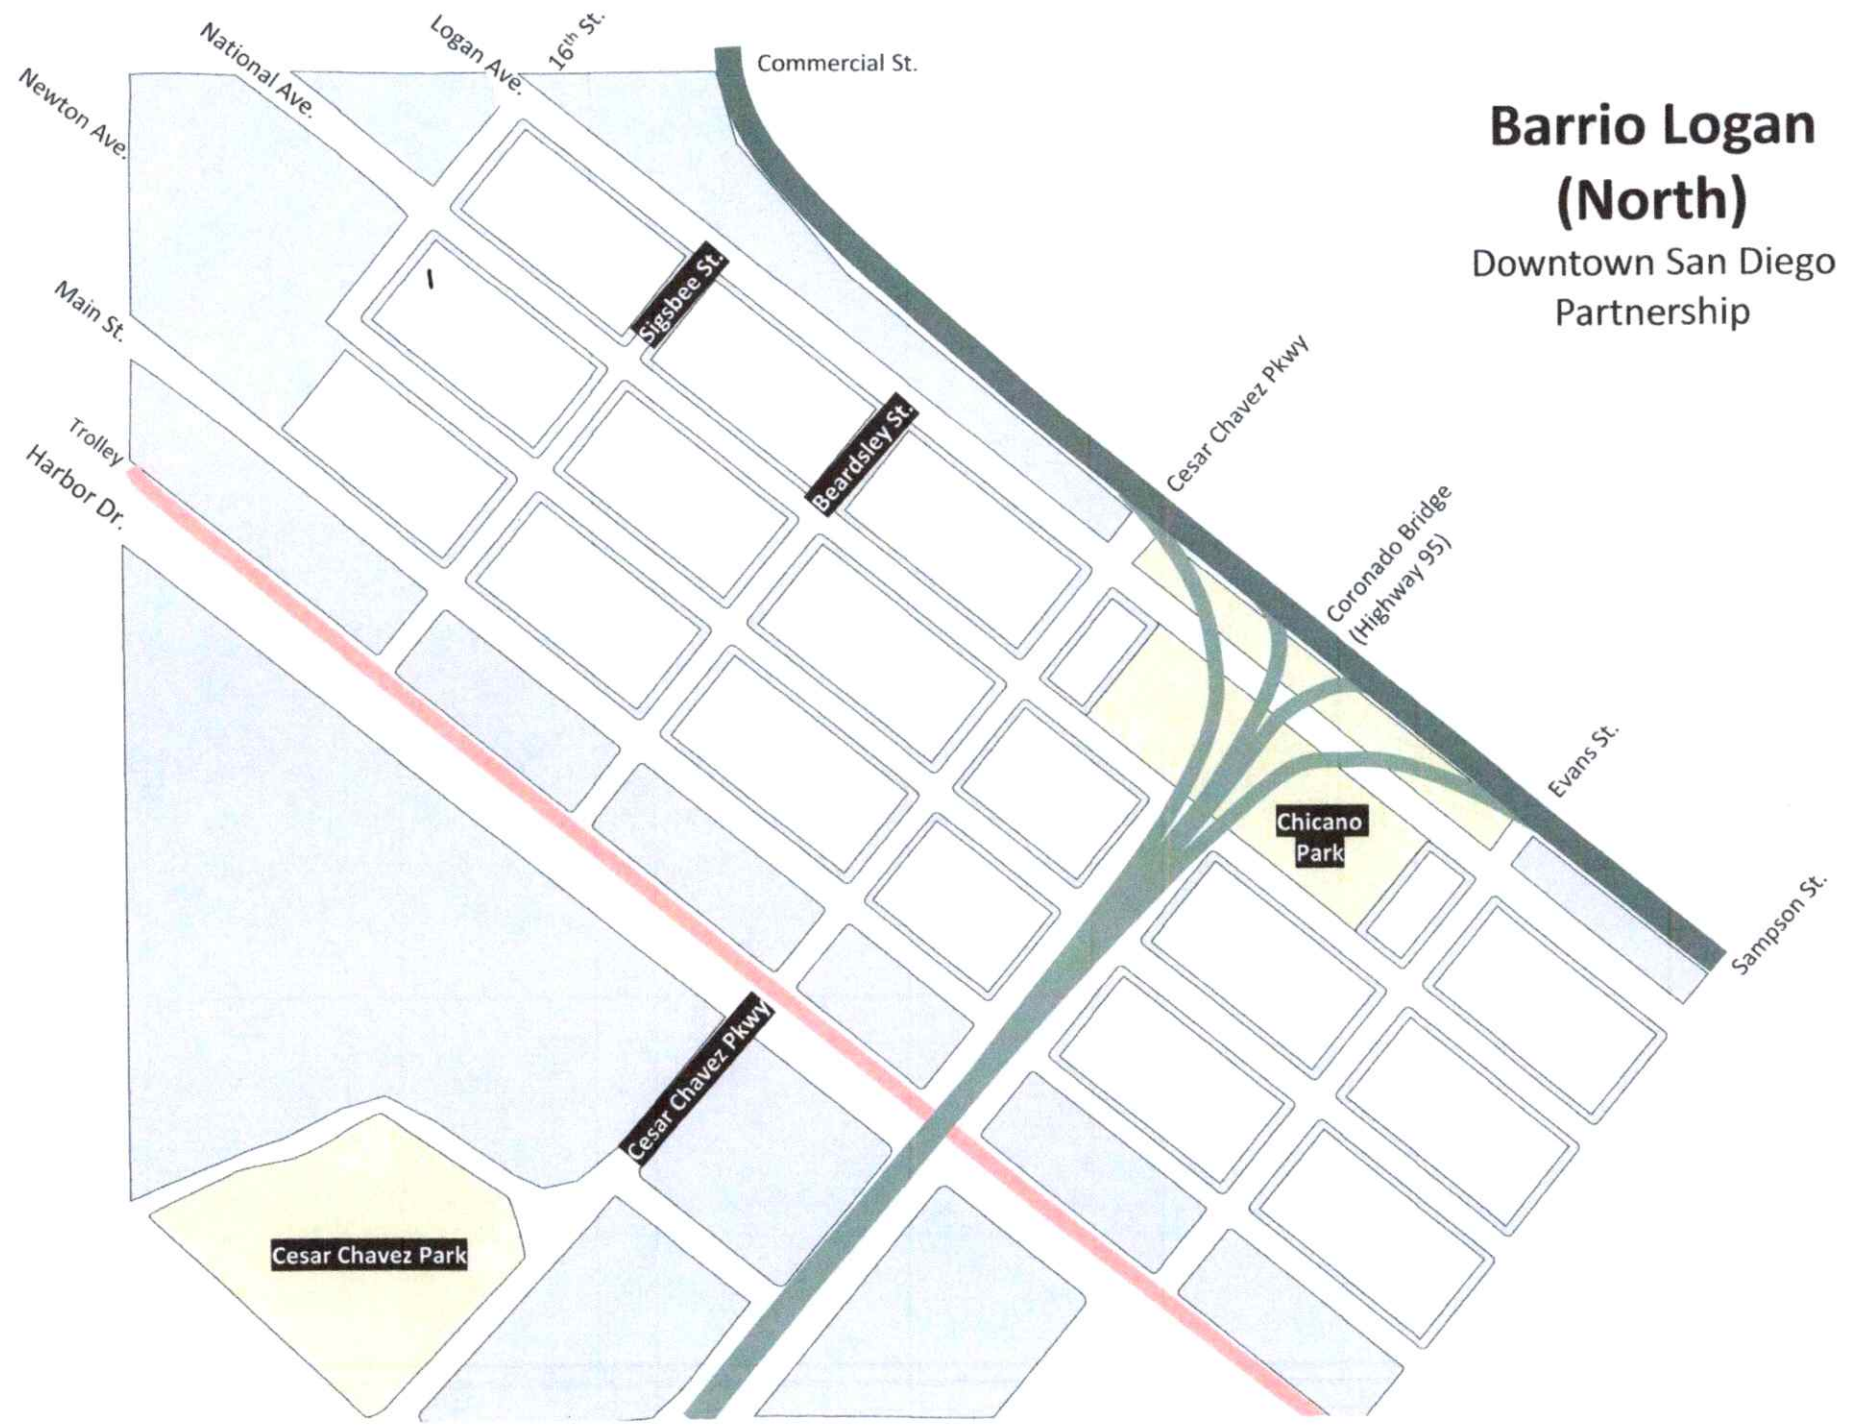 16th St.
Logan Ave.
National Ave.
Newton Ave.
Commercial St.
Barrio Logan
(North)
Downtown San Diego
Partnership
Sigsbee St.
Main St.
Cesar Chavez Pkwy
Beardsley St.
Trolley
Harbor Dr.
Coronado Bridge
(Highway 95)
Evans St.
Chicano
Park
Sampson St.
Cesar Chavez Pkwy
Cesar Chavez Park